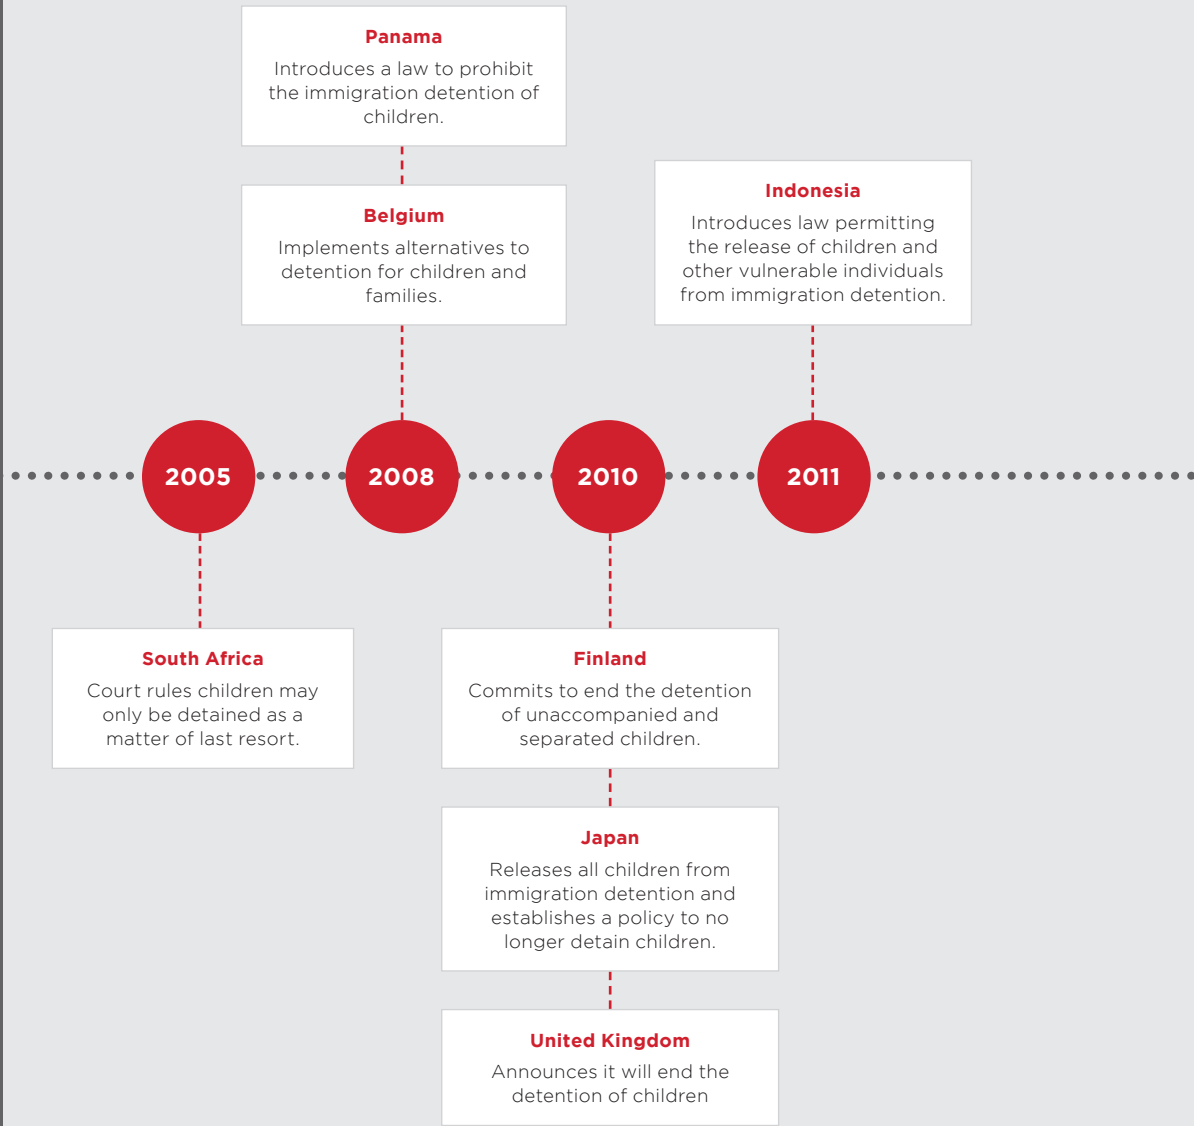 Panama
Introduces a law to prohibit
the immigration detention of
children.
Belgium
Implements alternatives to
detention for children and
families.
Indonesia
Introduces law permitting
the release of children and
other vulnerable individuals
from immigration detention.
2005
2008
2010
2011
South Africa
Court rules children may
only be detained as a
matter of last resort.
Finland
Commits to end the detention
of unaccompanied and
separated children.
Japan
Releases all children from
immigration detention and
establishes a policy to no
longer detain children.
United Kingdom
Announces it will end the
detention of children